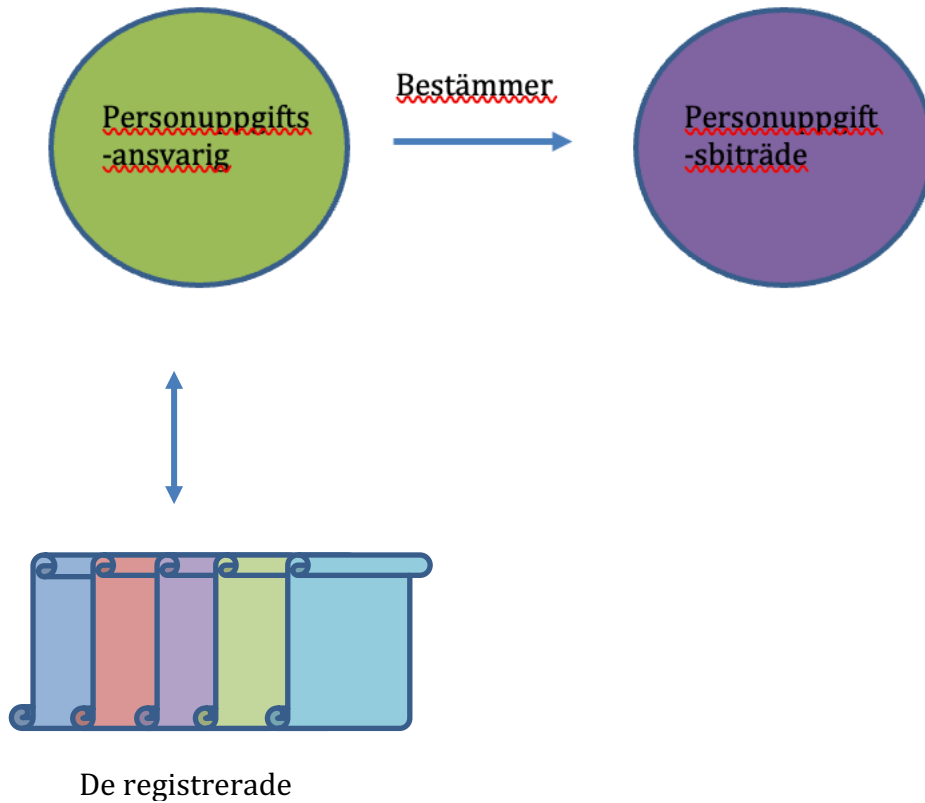 Bestämmer
Personuppgifts
-ansvarig
Personuppgift
-sbiträde
De registrerade